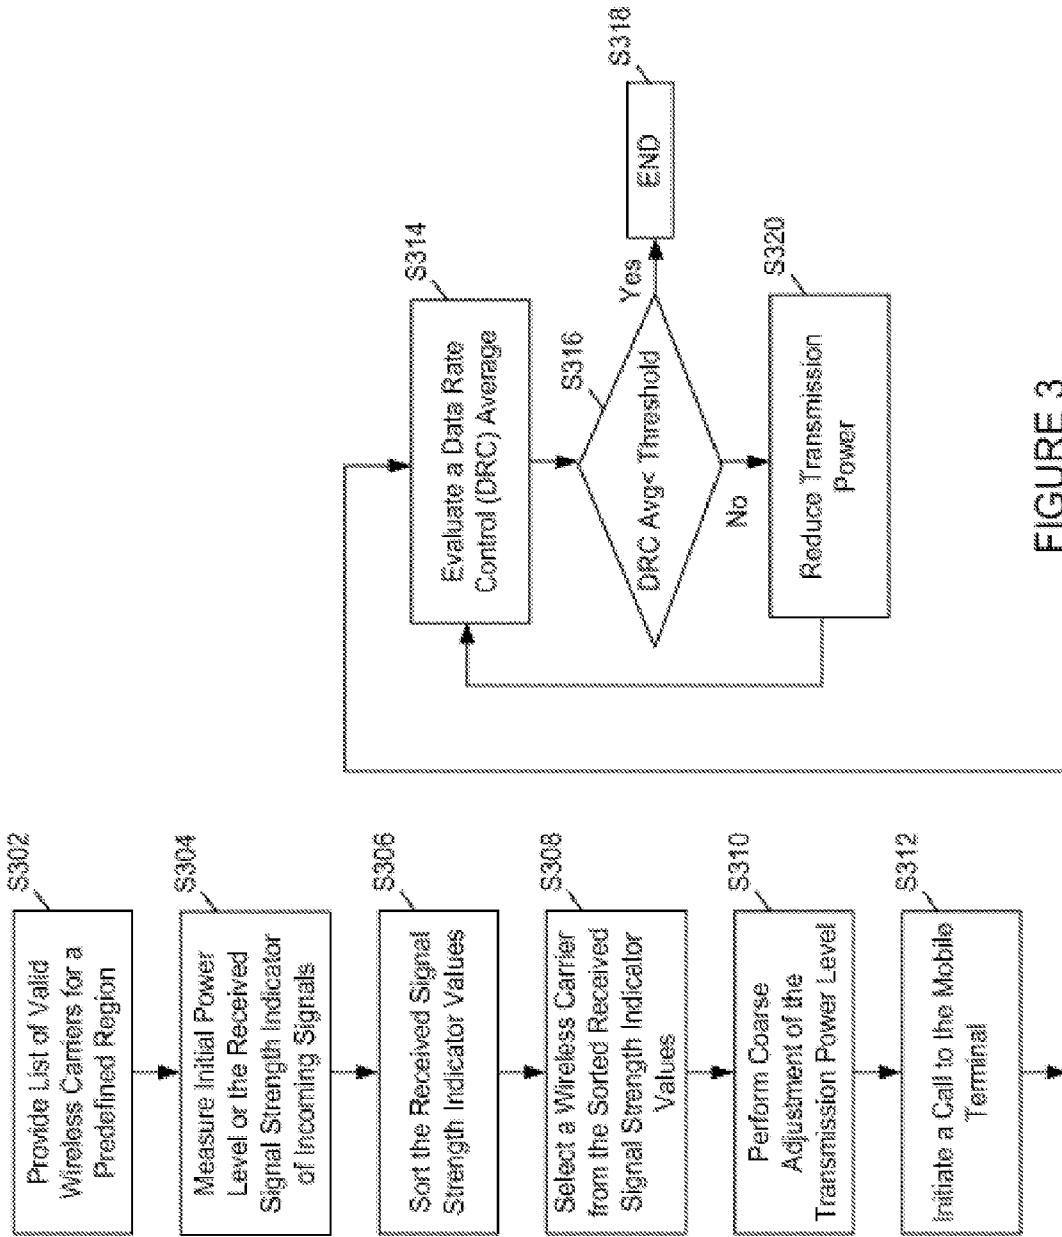 S302
Provide List of Valid
Wireless Carriers for a
Predefined Region
S304
Measure Initial Power
Level or the Received
Signal Strength Indicator
of Incoming Signals
S306
Sort the Received Signal
Strength Indicator Values
S308
Select a Wireless Carrier
from the Sorted Received
Signal Strength Indicator
Values
S310
Perform Coarse
Adjustment of the
Transmission Power Level
S312
Initiate a Call to the Mobile
Terminal
S314
Evaluate a Data Rate
Control (DRC) Average
S316
DRC Avg< Threshold
Yes
S318
END
No
S320
Reduce Transmission
Power
FIGURE 3